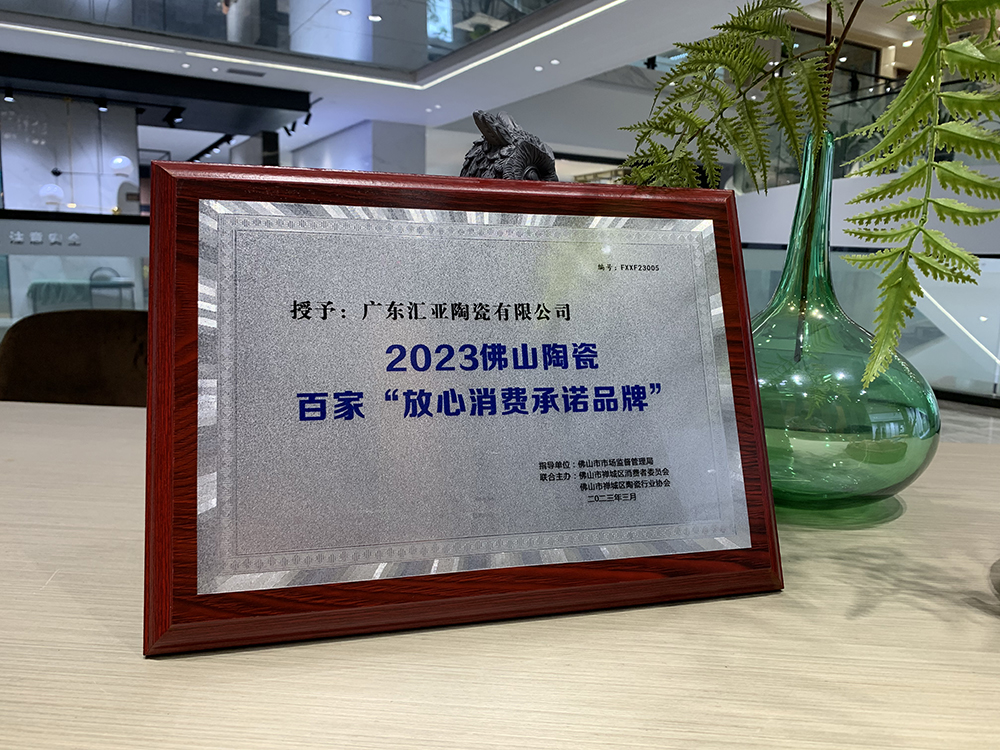 编号：FXXF23005
授予：广东汇亚陶瓷有限公司
2023佛山陶瓷
百家“放心消费承诺品牌”
指导单位：佛山市市场监督管理局
联合主办：佛山市禅城区消费者委员会
佛山市禅城区陶瓷行业协会
二〇二三年三月